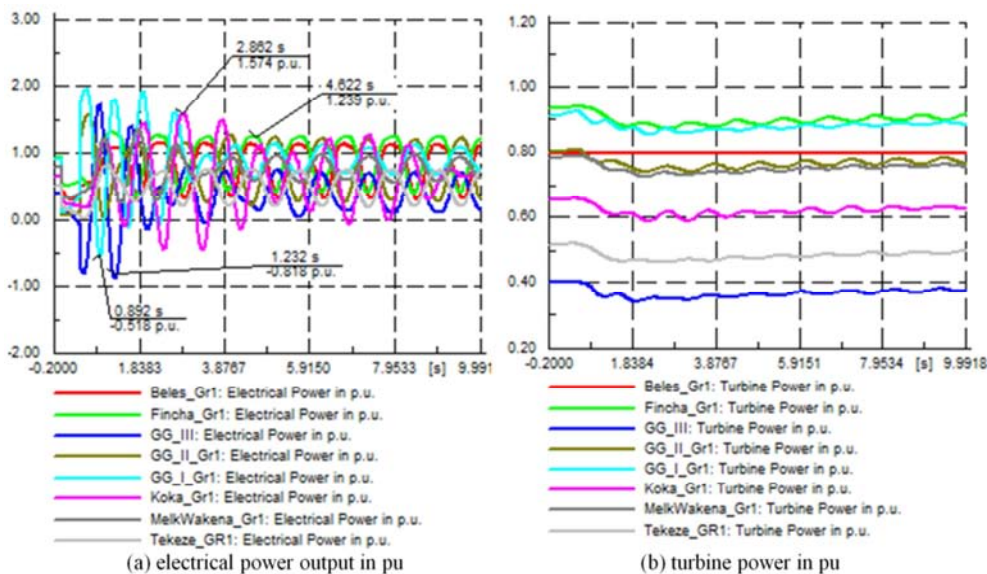 3.00
2.00
1.00
0.00
-1.00
-2.00
2.862 s
1.574 p.u.
4.622 s
1.239 p.u.
1.232 s
-0.818 p.u.
0.892 s
-0.518 p.u.
-0.2000 1.8383 3.8767 5.9150 7.9533 [s] 9.991
Beles_Gr1: Electrical Power in p.u.
Fincha_Gr1: Electrical Power in p.u.
GG_III: Electrical Power in p.u.
GG_II_Gr1: Electrical Power in p.u.
GG_I_Gr1: Electrical Power in p.u.
Koka_Gr1: Electrical Power in p.u.
MelkWakena_Gr1: Electrical Power in p.u.
Tekeze_GR1: Electrical Power in p.u.
(a) electrical power output in pu
1.20
1.00
0.80
0.60
0.40
0.20
-0.2000 1.8384 3.8767 5.9151 7.9534 [s] 9.9918
Beles_Gr1: Turbine Power in p.u.
Fincha_Gr1: Turbine Power in p.u.
GG_III: Turbine Power in p.u.
GG_II_Gr1: Turbine Power in p.u.
GG_I_Gr1: Turbine Power in p.u.
Koka_Gr1: Turbine Power in p.u.
MelkWakena_Gr1: Turbine Power in p.u.
Tekeze_GR1: Turbine Power in p.u.
(b) turbine power in pu